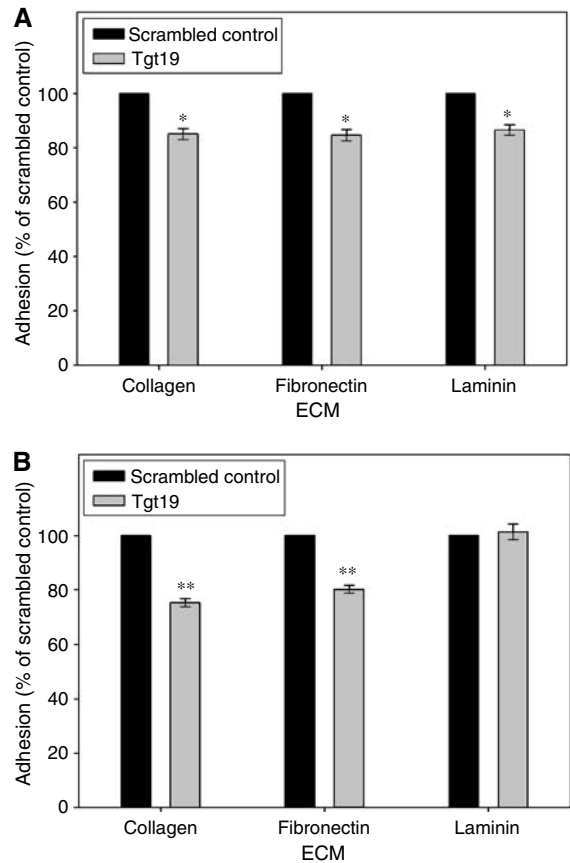 A
Scrambled control
Tgt19
Adhesion (% of scrambled control)
100
80
60
40
20
0
*
*
*
Collagen
Fibronectin
Laminin
ECM
B
Scrambled control
Tgt19
Adhesion (% of scrambled control)
100
80
60
40
20
0
**
**
Collagen
Fibronectin
Laminin
ECM